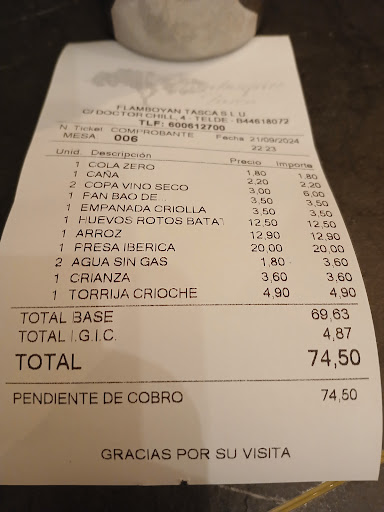 FLAMBOYAN TASCA S.L.U.
C/ DOCTOR CHILL, 4 - TELDE - B44618072
TLF: 600612700
N. Ticket COMPROBANTE Fecha 21/09/2024
MESA 006 22:23
Unid. Descripción Precio Importe
1 COLA ZERO 1,80 1,80
1 CAÑA 2,20 2,20
2 COPA VINO SECO 3,00 6,00
1 PAN BAO DE 3,50 3,50
1 EMPANADA CRIOLLA 3,50 3,50
1 HUEVOS ROTOS BATAT 12,50 12,50
1 ARROZ 12,90 12,90
1 PRESA IBERICA 20,00 20,00
2 AGUA SIN GAS 1,80 3,60
1 CRIANZA 3,60 3,60
1 TORRIJA CRIOCHE 4,90 4,90
TOTAL BASE 69,63
TOTAL I.G.I.C. 4,87
TOTAL 74,50
PENDIENTE DE COBRO 74,50
GRACIAS POR SU VISITA